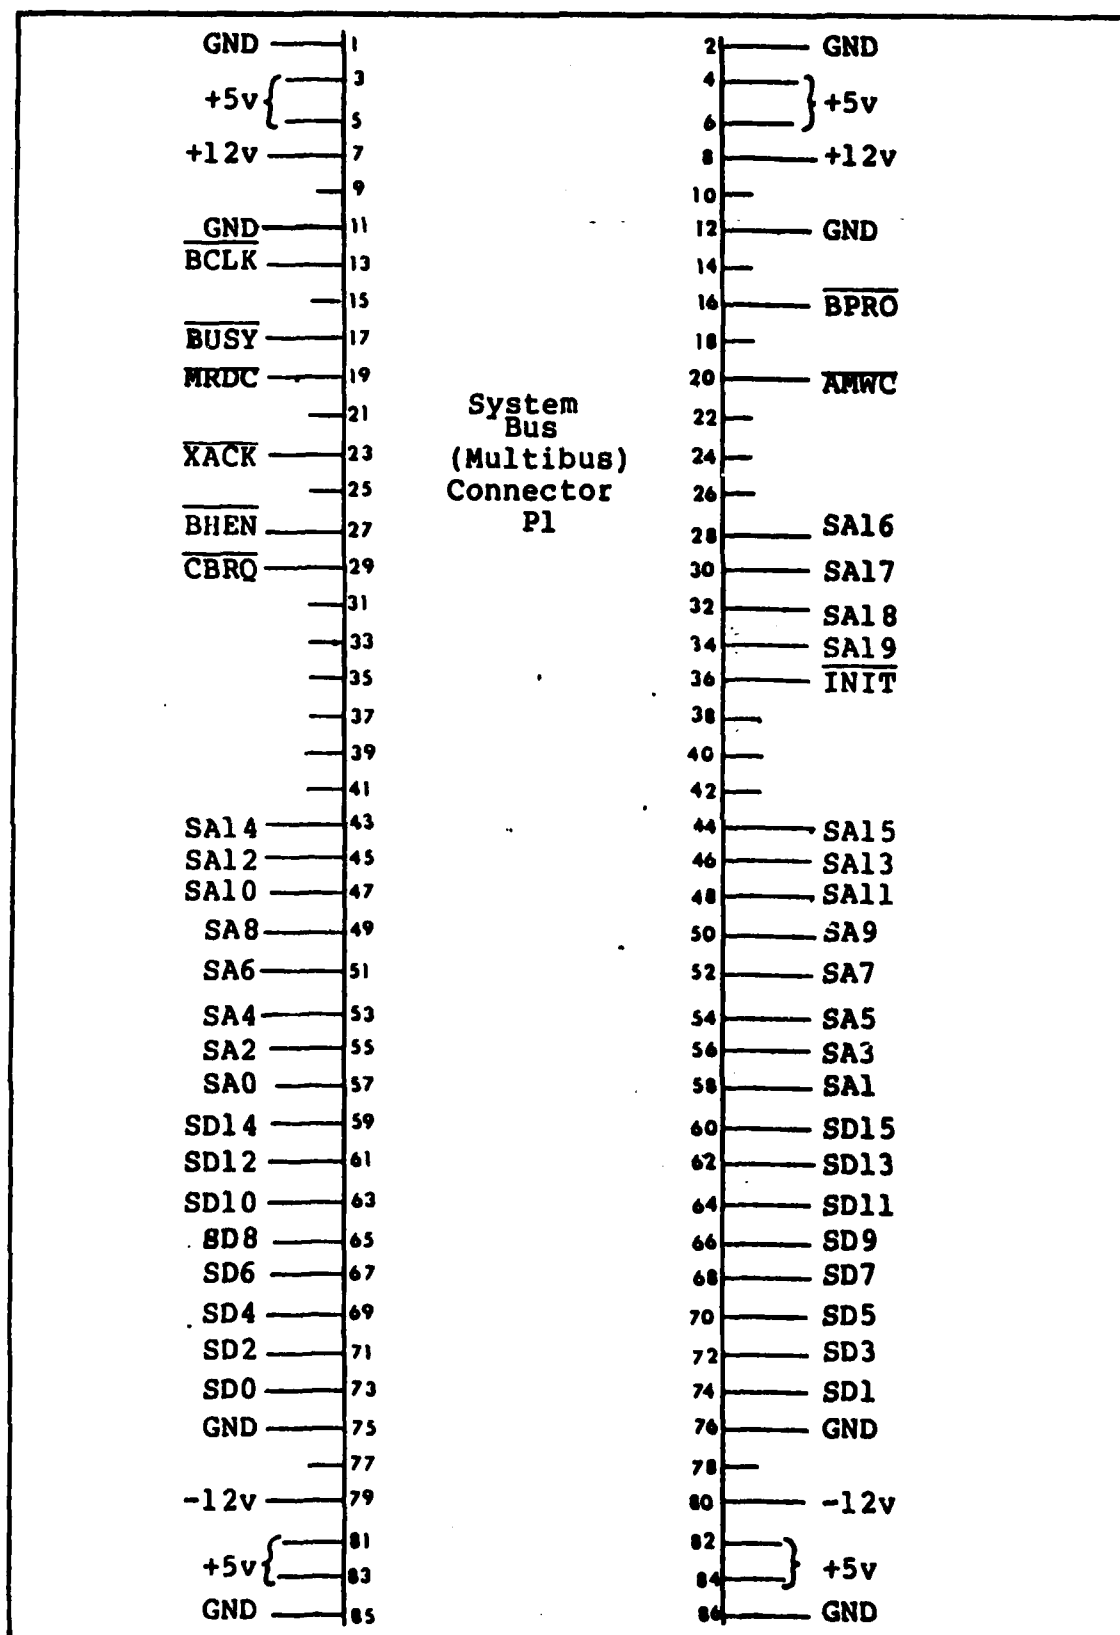 GND 1 2 GND
3 4
+5v +5v
5 6
+12v 7 8 +12v
9 10
GND 11 12 GND
BCLK 13 14
15 16 BPRO
BUSY 17 18
MRDC 19 20 AMWC
System
21 22
Bus
XACK 23 (Multibus) 24
25 Connector 26
BHEN 27 P1 28 SA16
CBRQ 29 30 SA17
31 32 SA18
33 34 SA19
35 36 INIT
37 38
39 40
41 42
SA14 43 44 SA15
SA12 45 46 SA13
SA10 47 48 SA11
SA8 49 50 SA9
SA6 51 52 SA7
SA4 53 54 SA5
SA2 55 56 SA3
SA0 57 58 SA1
SD14 59 60 SD15
SD12 61 62 SD13
SD10 63 64 SD11
SD8 65 66 SD9
SD6 67 68 SD7
SD4 69 70 SD5
SD2 71 72 SD3
SD0 73 74 SD1
GND 75 76 GND
77 78
-12v 79 80 -12v
81 82
+5v +5v
83 84
GND 85 86 GND